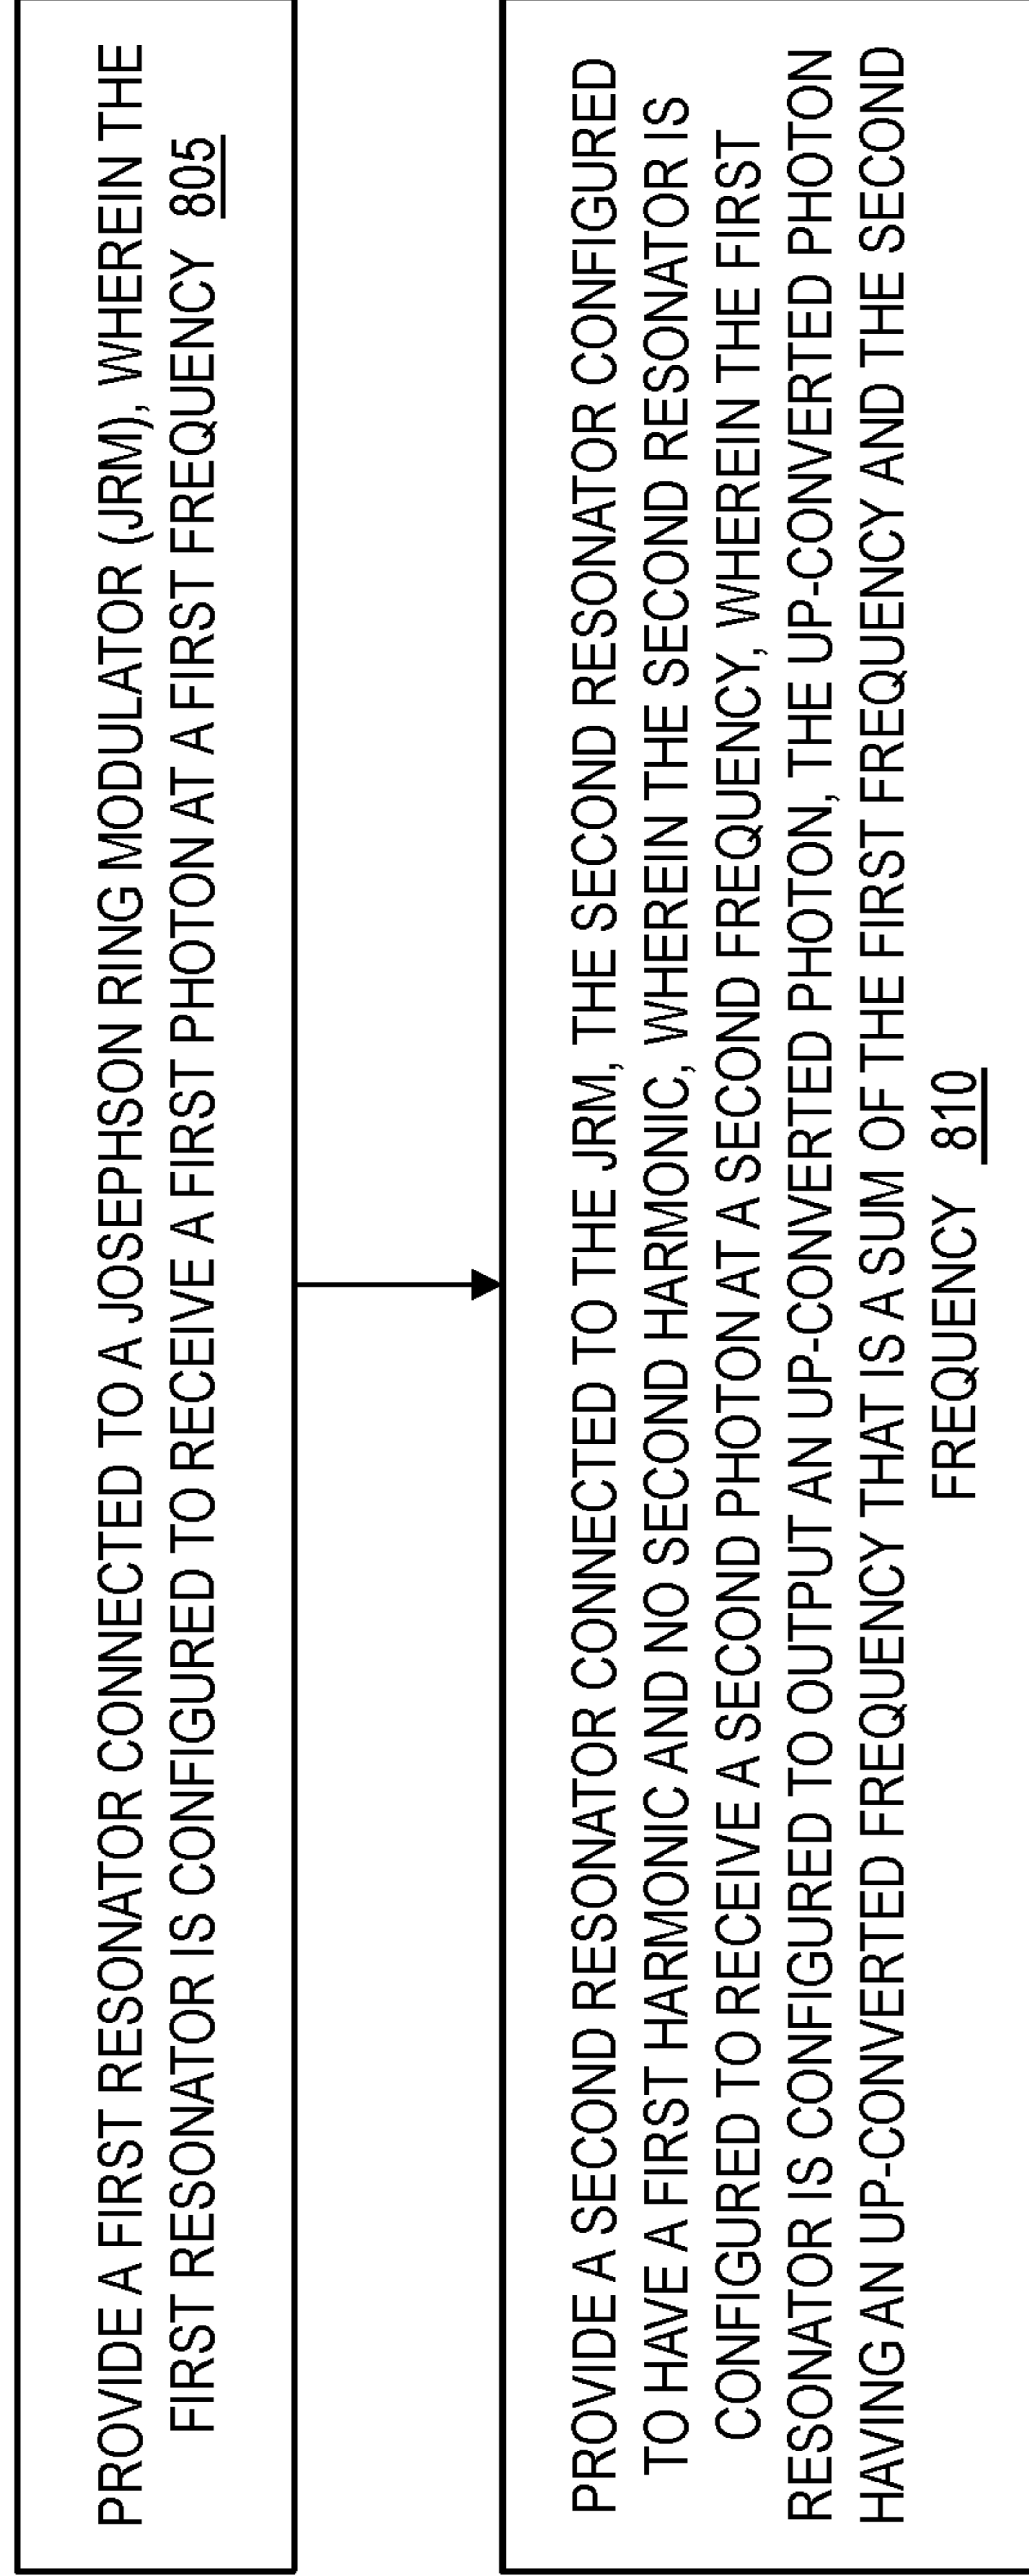 PROVIDE A FIRST RESONATOR CONNECTED TO A JOSEPHSON RING MODULATOR (JRM), WHEREIN THE
FIRST RESONATOR IS CONFIGURED TO RECEIVE A FIRST PHOTON AT A FIRST FREQUENCY 805
PROVIDE A SECOND RESONATOR CONNECTED TO THE JRM, THE SECOND RESONATOR CONFIGURED
TO HAVE A FIRST HARMONIC AND NO SECOND HARMONIC, WHEREIN THE SECOND RESONATOR IS
CONFIGURED TO RECEIVE A SECOND PHOTON AT A SECOND FREQUENCY, WHEREIN THE FIRST
RESONATOR IS CONFIGURED TO OUTPUT AN UP-CONVERTED PHOTON, THE UP-CONVERTED PHOTON
HAVING AN UP-CONVERTED FREQUENCY THAT IS A SUM OF THE FIRST FREQUENCY AND THE SECOND
FREQUENCY 810